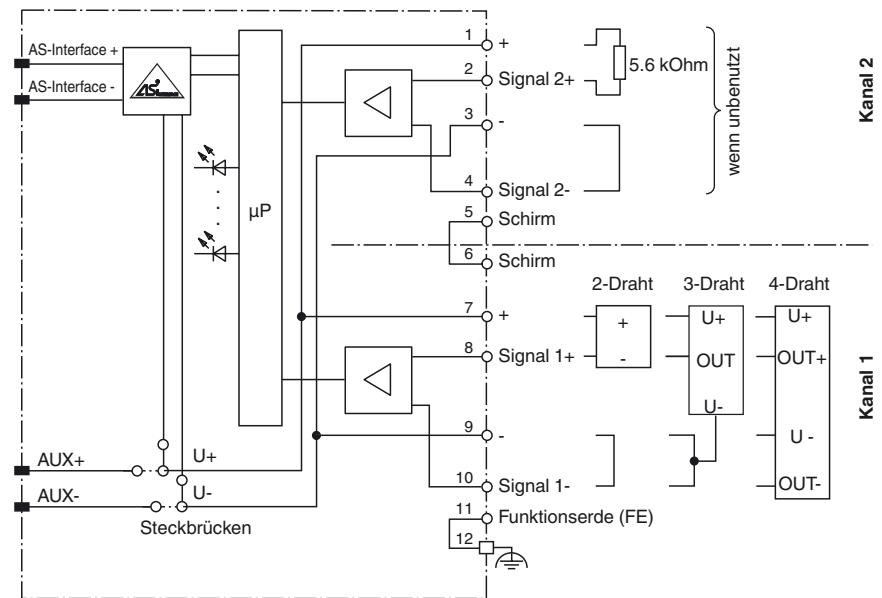 AS-Interface +
AS-Interface -
µP
AUX+
AUX-
U+
U-
Steckbrücken
1 +
2 Signal 2+
3 -
4 Signal 2-
5 Schirm
6 Schirm
7 +
8 Signal 1+
9 -
10 Signal 1-
11 Funktionserde (FE)
12
5.6 kOhm
wenn unbenutzt
Kanal 2
2-Draht
+
-
3-Draht
U+
OUT
U-
4-Draht
U+
OUT+
U -
OUT-
Kanal 1